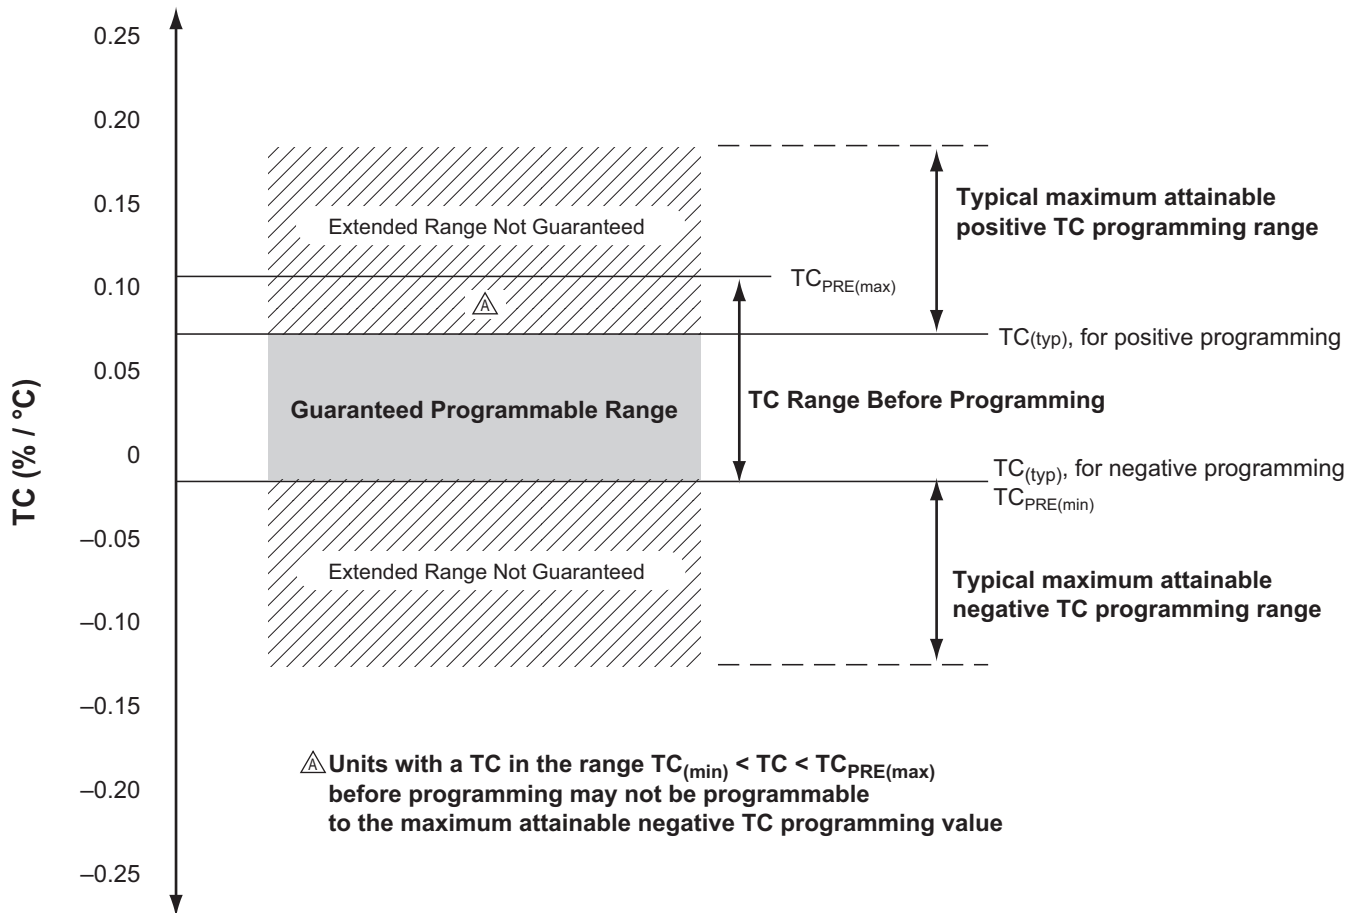 0.25
0.20
0.15
0.10
0.05
0
–0.05
–0.10
–0.15
–0.20
–0.25
TC (% / °C)
Extended Range Not Guaranteed
A
Guaranteed Programmable Range
Extended Range Not Guaranteed
Typical maximum attainable
positive TC programming range
TCPRE(max)
TC(typ), for positive programming
TC Range Before Programming
TC(typ), for negative programming
TCPRE(min)
Typical maximum attainable
negative TC programming range
A Units with a TC in the range TC(min) < TC < TCPRE(max)
before programming may not be programmable
to the maximum attainable negative TC programming value